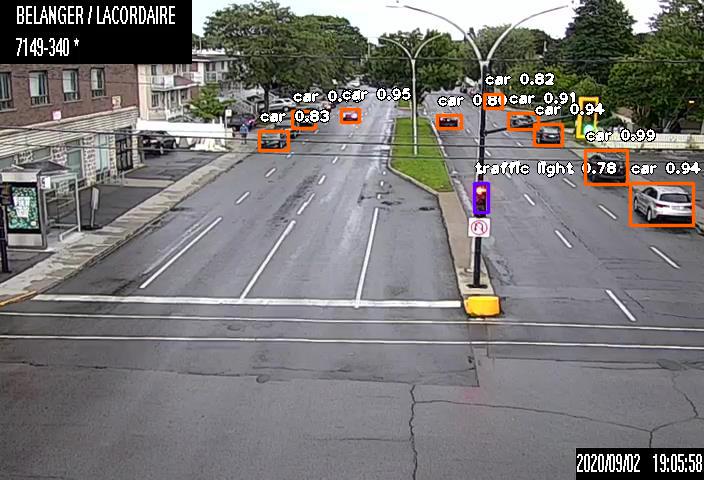 BELANGER / LACORDAIRE
7149-340 *
car 0.82
car 0.95
car 0.91
car 0.94
car 0.83
car 0.99
traffic light 0.78
car 0.94
2020/09/02 19:05:58